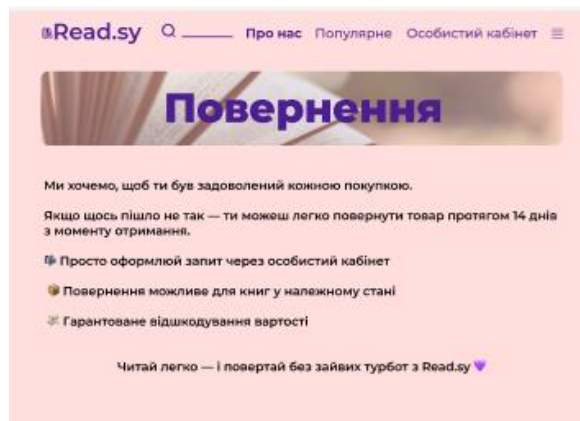 Read.sy Про нас Популярне Особистий кабінет
Повернення
Ми хочемо, щоб ти був задоволений кожною покупкою.
Якщо щось пішло не так — ти можеш легко повернути товар протягом 14 днів
з моменту отримання.
Просто оформлюй запит через особистий кабінет
📦 Повернення можливе для книг у належному стані
💸 Гарантоване відшкодування вартості
Читай легко — і повертай без зайвих турбот з Read.sy 💜